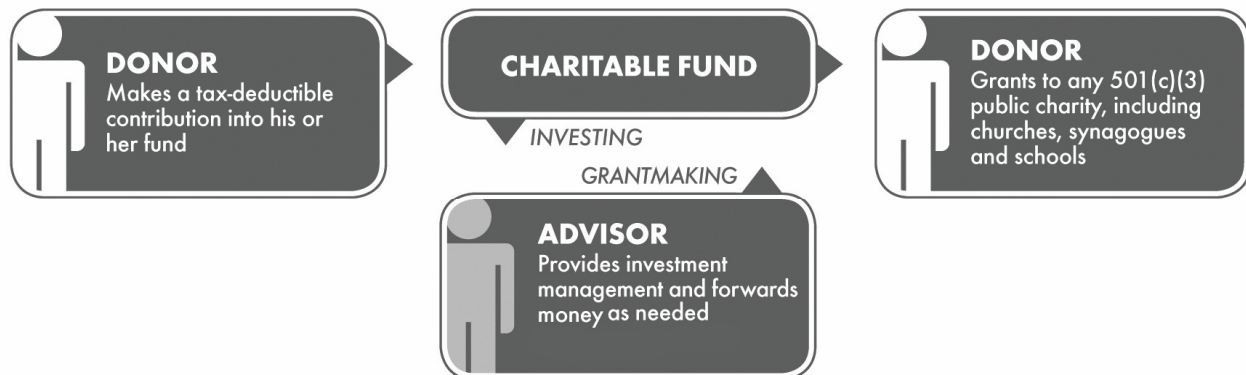 DONOR
Makes a tax-deductible
contribution into his or
her fund
CHARITABLE FUND
INVESTING
GRANTMAKING
ADVISOR
Provides investment
management and forwards
money as needed
DONOR
Grants to any 501(c)(3)
public charity, including
churches, synagogues
and schools